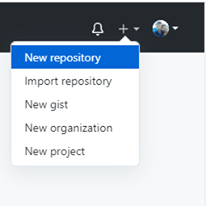 New repository
Import repository
New gist
New organization
New project